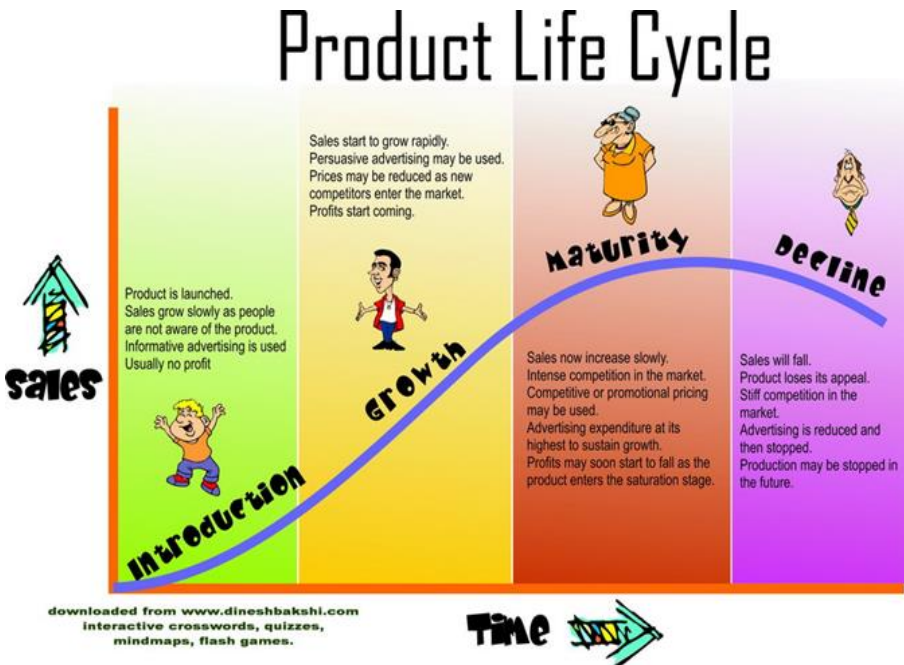 Product Life Cycle
Sales start to grow rapidly.
Persuasive advertising may be used.
Prices may be reduced as new
competitors enter the market.
Profits start coming.
Maturity
Decline
Product is launched.
Sales grow slowly as people
are not aware of the product.
Informative advertising is used
Usually no profit
Sales
Growth
Sales now increase slowly.
Intense competition in the market.
Competitive or promotional pricing
may be used.
Advertising expenditure at its
highest to sustain growth.
Profits may soon start to fall as the
product enters the saturation stage.
Sales will fall.
Product loses its appeal.
Stiff competition in the
market.
Advertising is reduced and
then stopped.
Production may be stopped in
the future.
Introduction
downloaded from www.dineshbakshi.com
interactive crosswords, quizzes,
mindmaps, flash games.
Time